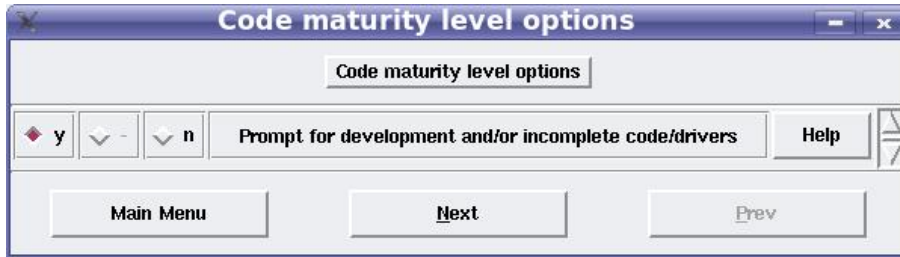 Code maturity level options
Code maturity level options
y - n Prompt for development and/or incomplete code/drivers Help
Main Menu Next Prev